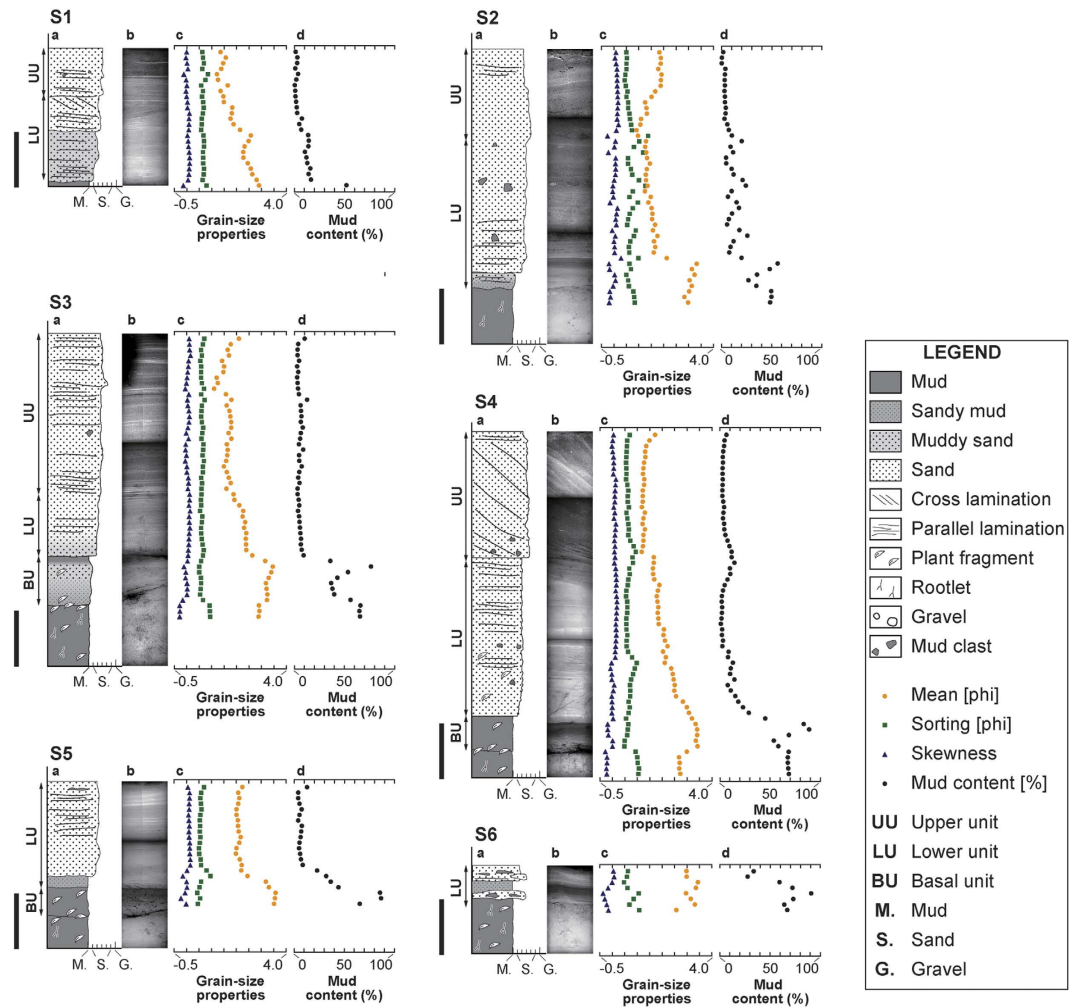 S1
a
b
c
d
UU
LU
M.
S.
G.
-0.5
4.0
0
50
100
Grain-size
properties
Mud
content (%)
S2
a
b
c
d
UU
LU
M.
S.
G.
-0.5
4.0
0
50
100
Grain-size
properties
Mud
content (%)
S3
a
b
c
d
UU
LU
BU
M.
S.
G.
-0.5
4.0
0
50
100
Grain-size
properties
Mud
content (%)
S4
a
b
c
d
UU
LU
BU
M.
S.
G.
-0.5
4.0
0
50
100
Grain-size
properties
Mud
content (%)
S5
a
b
c
d
LU
BU
M.
S.
G.
-0.5
4.0
0
50
100
Grain-size
properties
Mud
content (%)
S6
a
b
c
d
LU
M.
S.
G.
-0.5
4.0
0
50
100
Grain-size
properties
Mud
content (%)
LEGEND
Mud
Sandy mud
Muddy sand
Sand
Cross lamination
Parallel lamination
Plant fragment
Rootlet
Gravel
Mud clast
Mean [phi]
Sorting [phi]
Skewness
Mud content [%]
UU Upper unit
LU Lower unit
BU Basal unit
M. Mud
S. Sand
G. Gravel